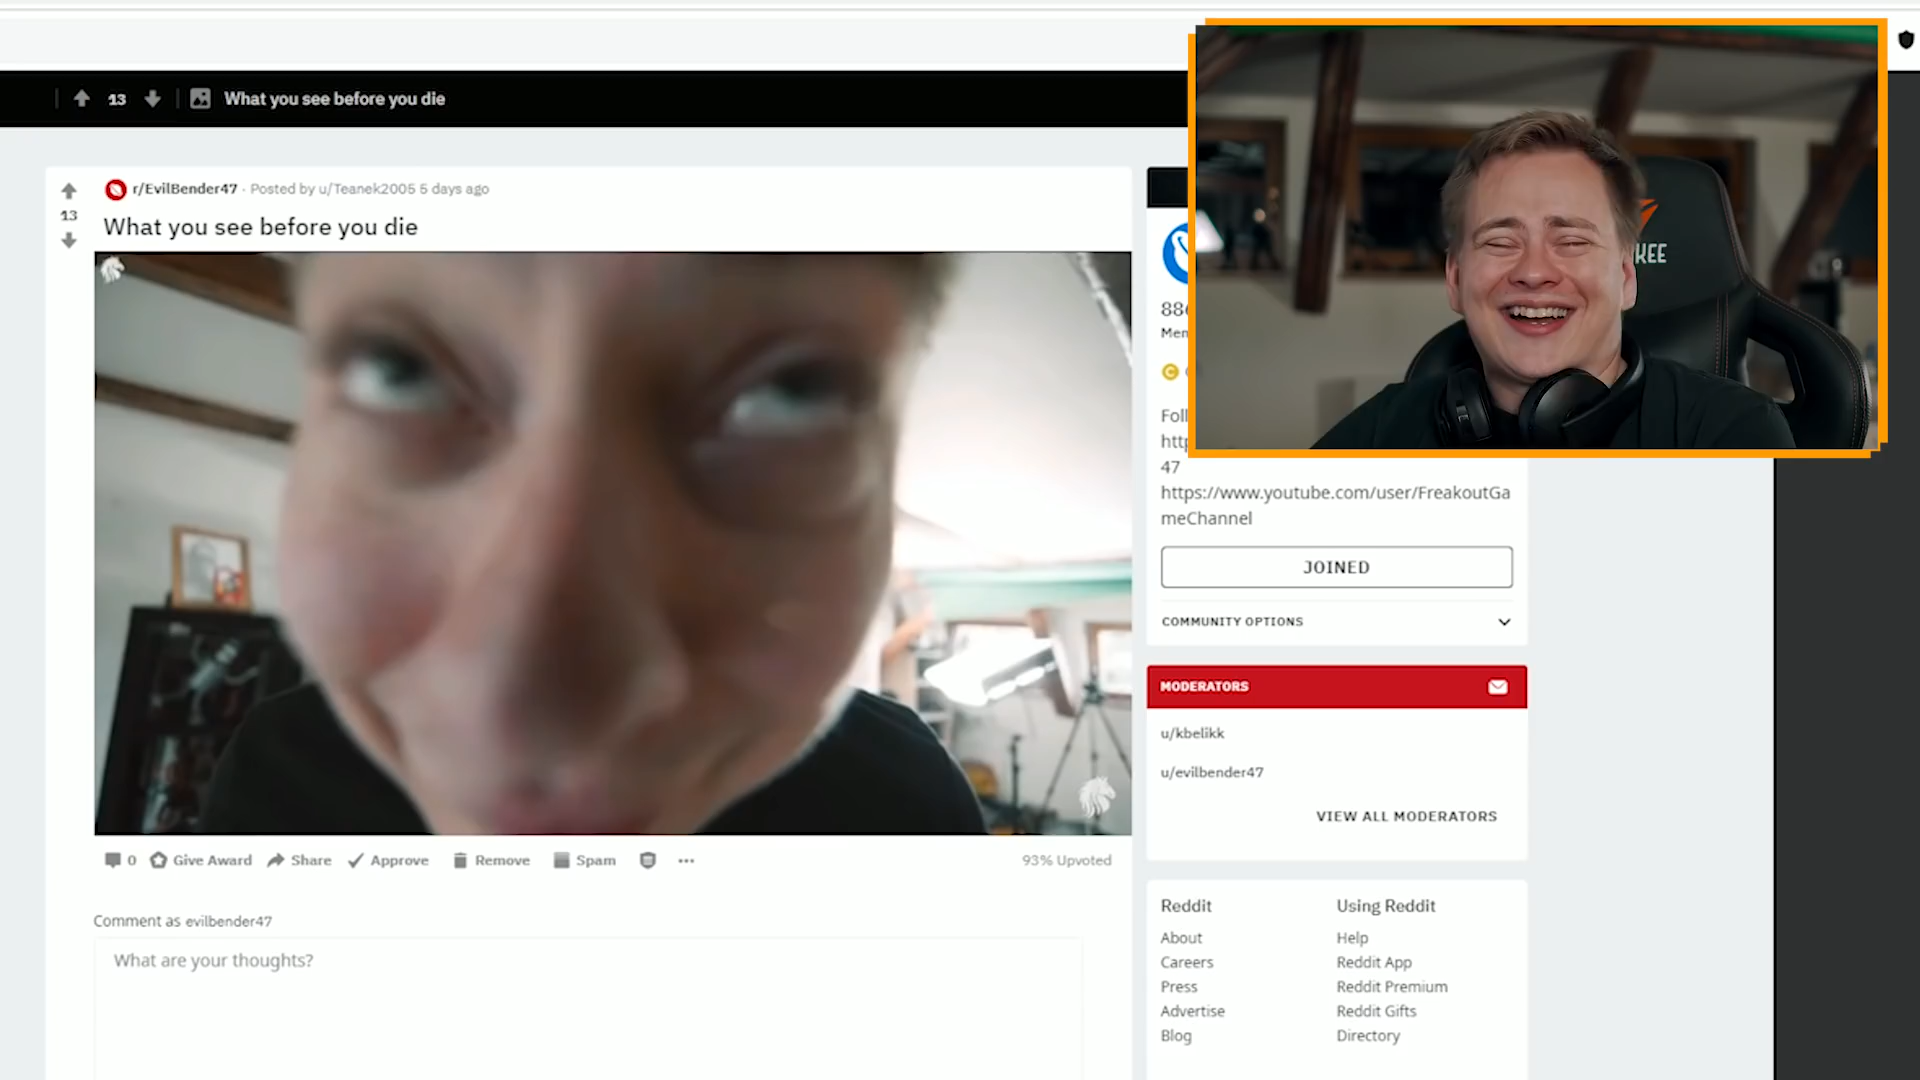 13
What you see before you die
r/EvilBender47 · Posted by u/Teanek2005 5 days ago
13
What you see before you die
0
Give Award
Share
Approve
Remove
Spam
93% Upvoted
Comment as evilbender47
What are your thoughts?
KEE
Foll
47
https://www.youtube.com/user/FreakoutGa
meChannel
JOINED
COMMUNITY OPTIONS
MODERATORS
u/kbelikk
u/evilbender47
VIEW ALL MODERATORS
Reddit
About
Careers
Press
Advertise
Blog
Using Reddit
Help
Reddit App
Reddit Premium
Reddit Gifts
Directory